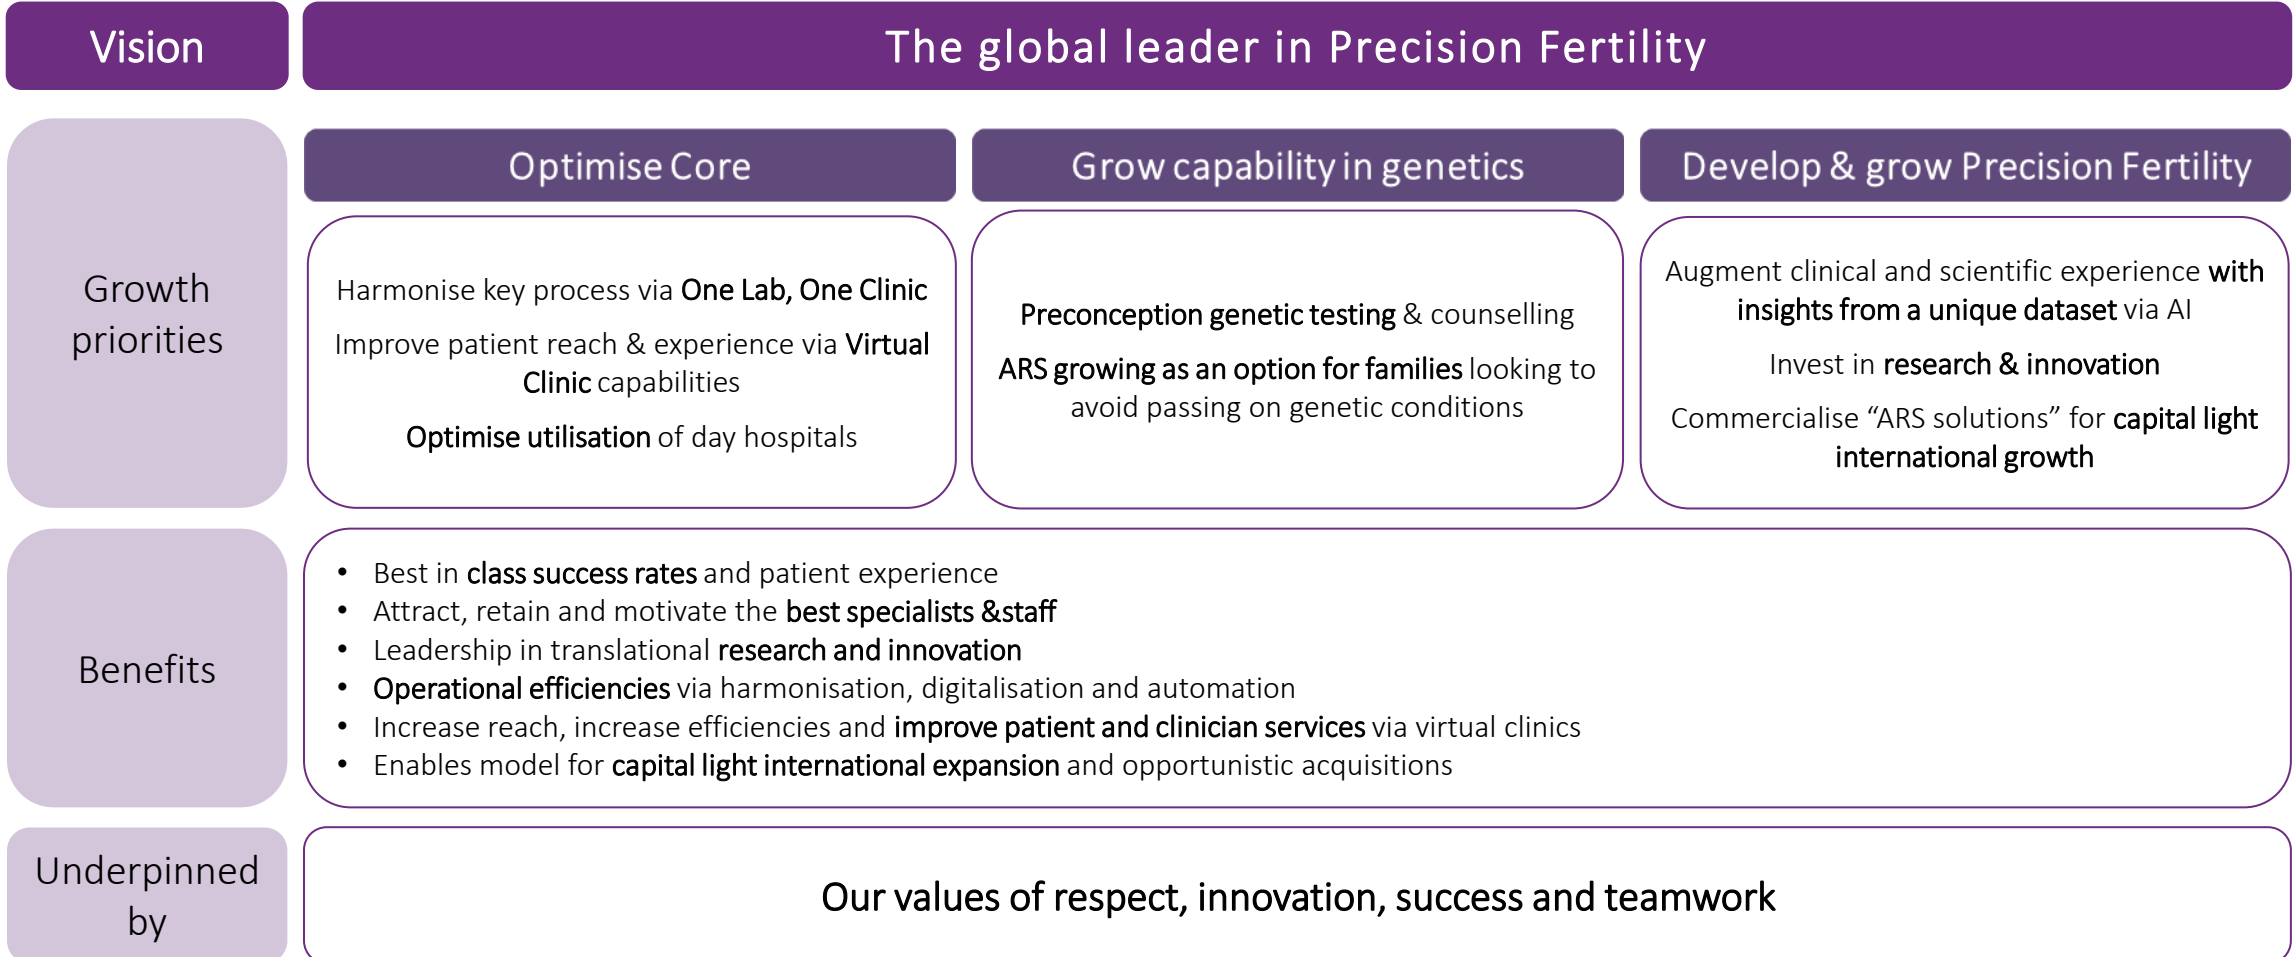 Vision
The global leader in Precision Fertility
Growth
priorities
Optimise Core
Harmonise key process via One Lab, One Clinic
Improve patient reach & experience via Virtual
Clinic capabilities
Optimise utilisation of day hospitals
Grow capability in genetics
Preconception genetic testing & counselling
ARS growing as an option for families looking to
avoid passing on genetic conditions
Develop & grow Precision Fertility
Augment clinical and scientific experience with
insights from a unique dataset via AI
Invest in research & innovation
Commercialise “ARS solutions” for capital light
international growth
Benefits
• Best in class success rates and patient experience
• Attract, retain and motivate the best specialists &staff
• Leadership in translational research and innovation
• Operational efficiencies via harmonisation, digitalisation and automation
• Increase reach, increase efficiencies and improve patient and clinician services via virtual clinics
• Enables model for capital light international expansion and opportunistic acquisitions
Underpinned
by
Our values of respect, innovation, success and teamwork